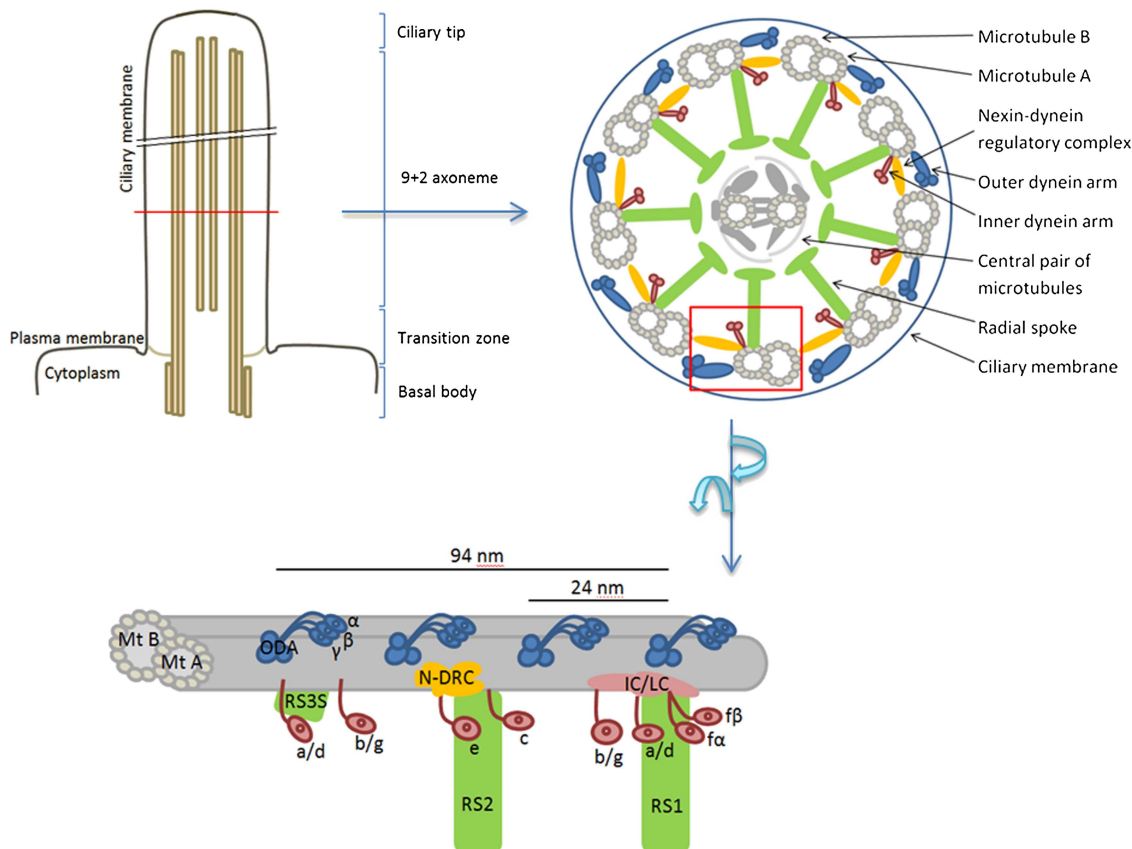 Ciliary membrane
Ciliary tip
9+2 axoneme
Transition zone
Basal body
Plasma membrane
Cytoplasm
Microtubule B
Microtubule A
Nexin-dynein
regulatory complex
Outer dynein arm
Inner dynein arm
Central pair of
microtubules
Radial spoke
Ciliary membrane
94 nm
24 nm
Mt B
Mt A
ODA
α
β
γ
N-DRC
IC/LC
RS3S
a/d
b/g
e
c
b/g
a/d
fβ
fα
RS2
RS1